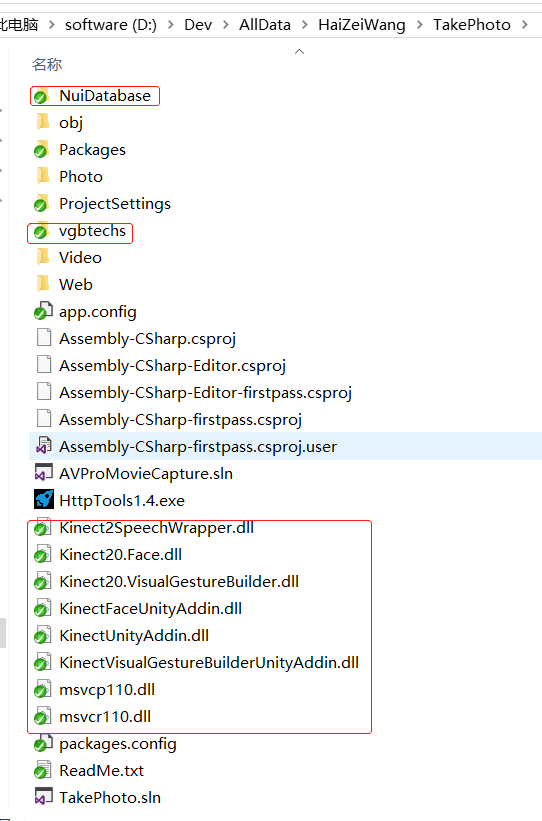 此电脑 > software (D:) > Dev > AllData > HaiZeiWang > TakePhoto >
名称
NuiDatabase
obj
Packages
Photo
ProjectSettings
vgbtechs
Video
Web
app.config
Assembly-CSharp.csproj
Assembly-CSharp-Editor.csproj
Assembly-CSharp-Editor-firstpass.csproj
Assembly-CSharp-firstpass.csproj
Assembly-CSharp-firstpass.csproj.user
AVProMovieCapture.sln
HttpTools1.4.exe
Kinect2SpeechWrapper.dll
Kinect20.Face.dll
Kinect20.VisualGestureBuilder.dll
KinectFaceUnityAddin.dll
KinectUnityAddin.dll
KinectVisualGestureBuilderUnityAddin.dll
msvcp110.dll
msvcr110.dll
packages.config
ReadMe.txt
TakePhoto.sln